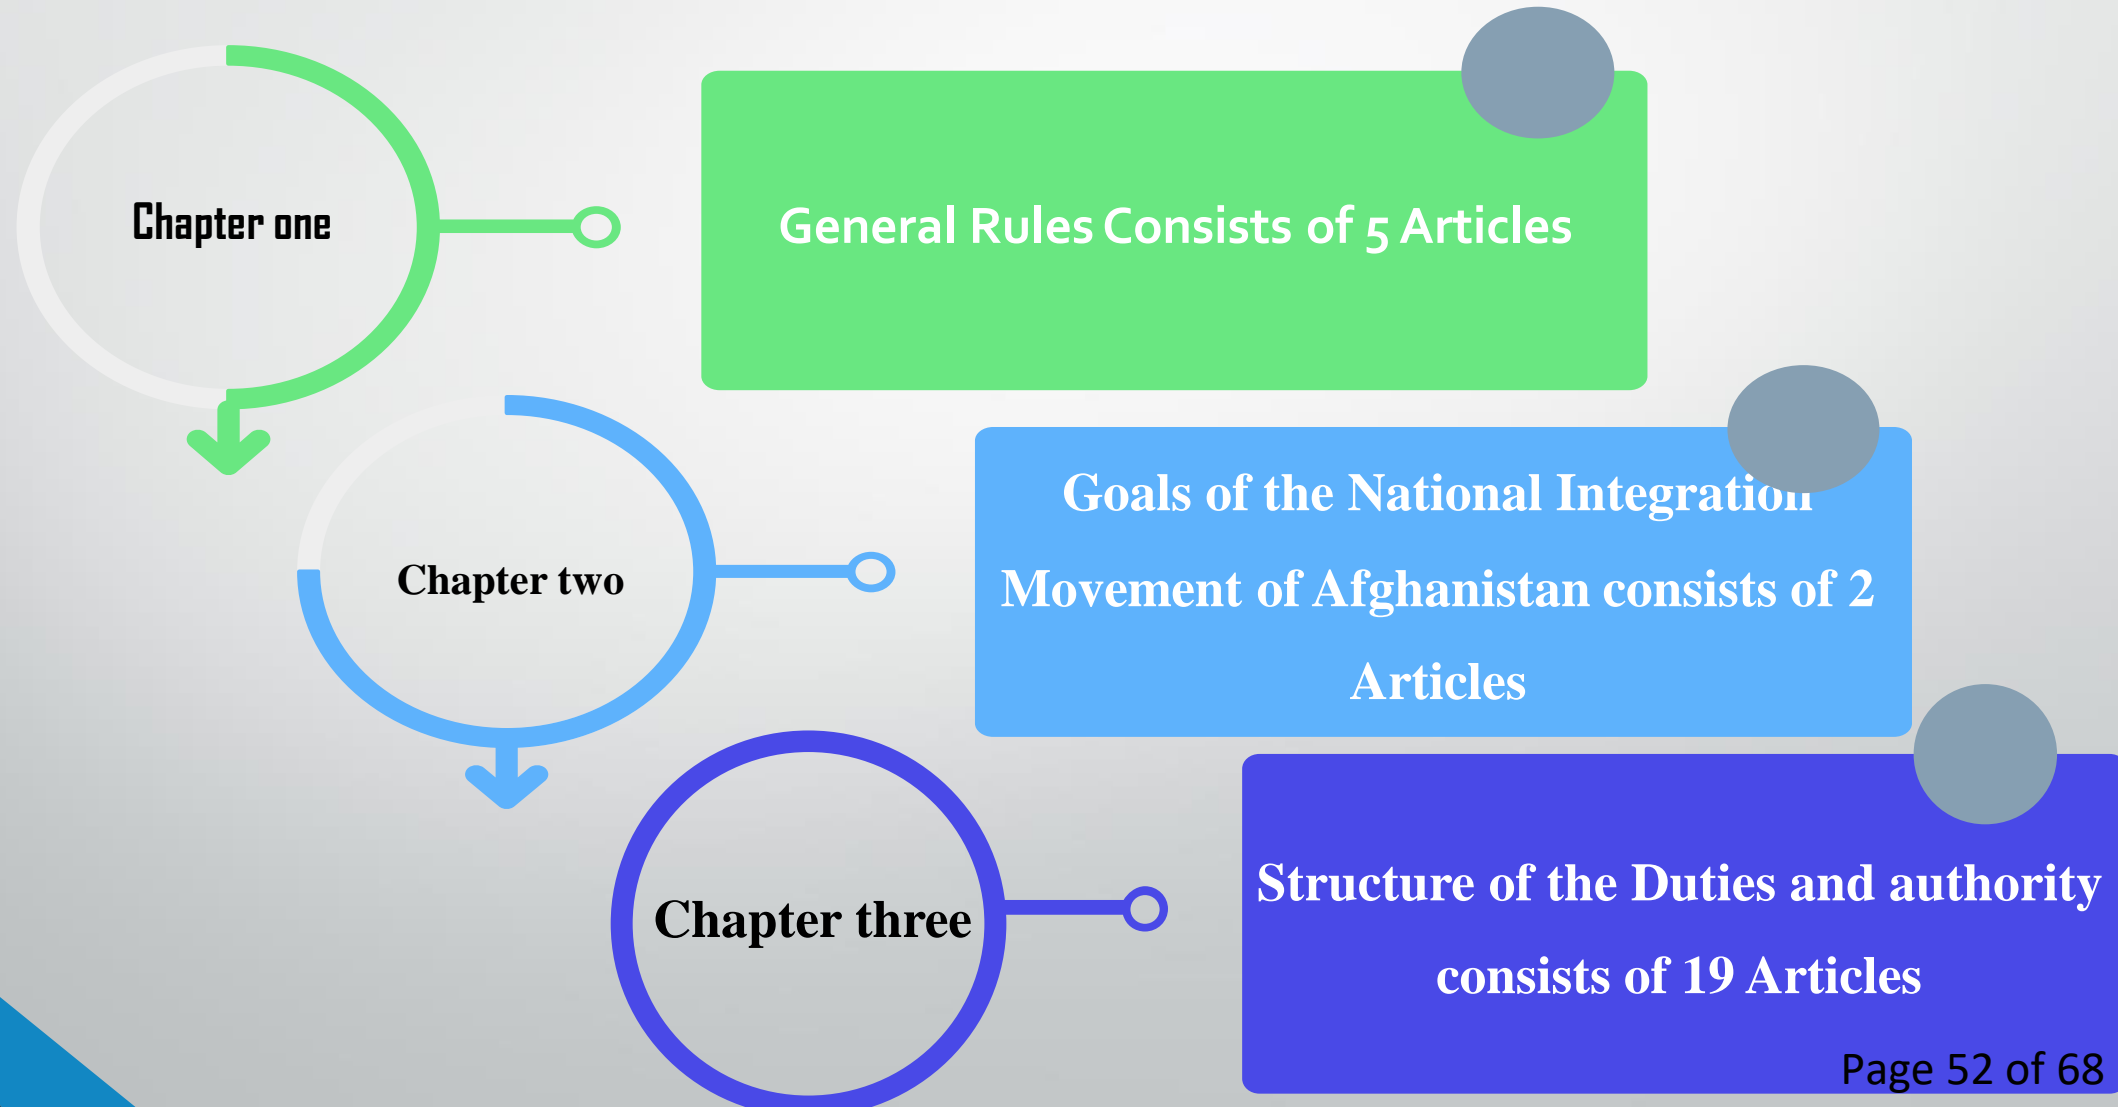 Chapter one
General Rules Consists of 5 Articles
Chapter two
Goals of the National Integration
Movement of Afghanistan consists of 2
Articles
Chapter three
Structure of the Duties and authority
consists of 19 Articles
Page 52 of 68